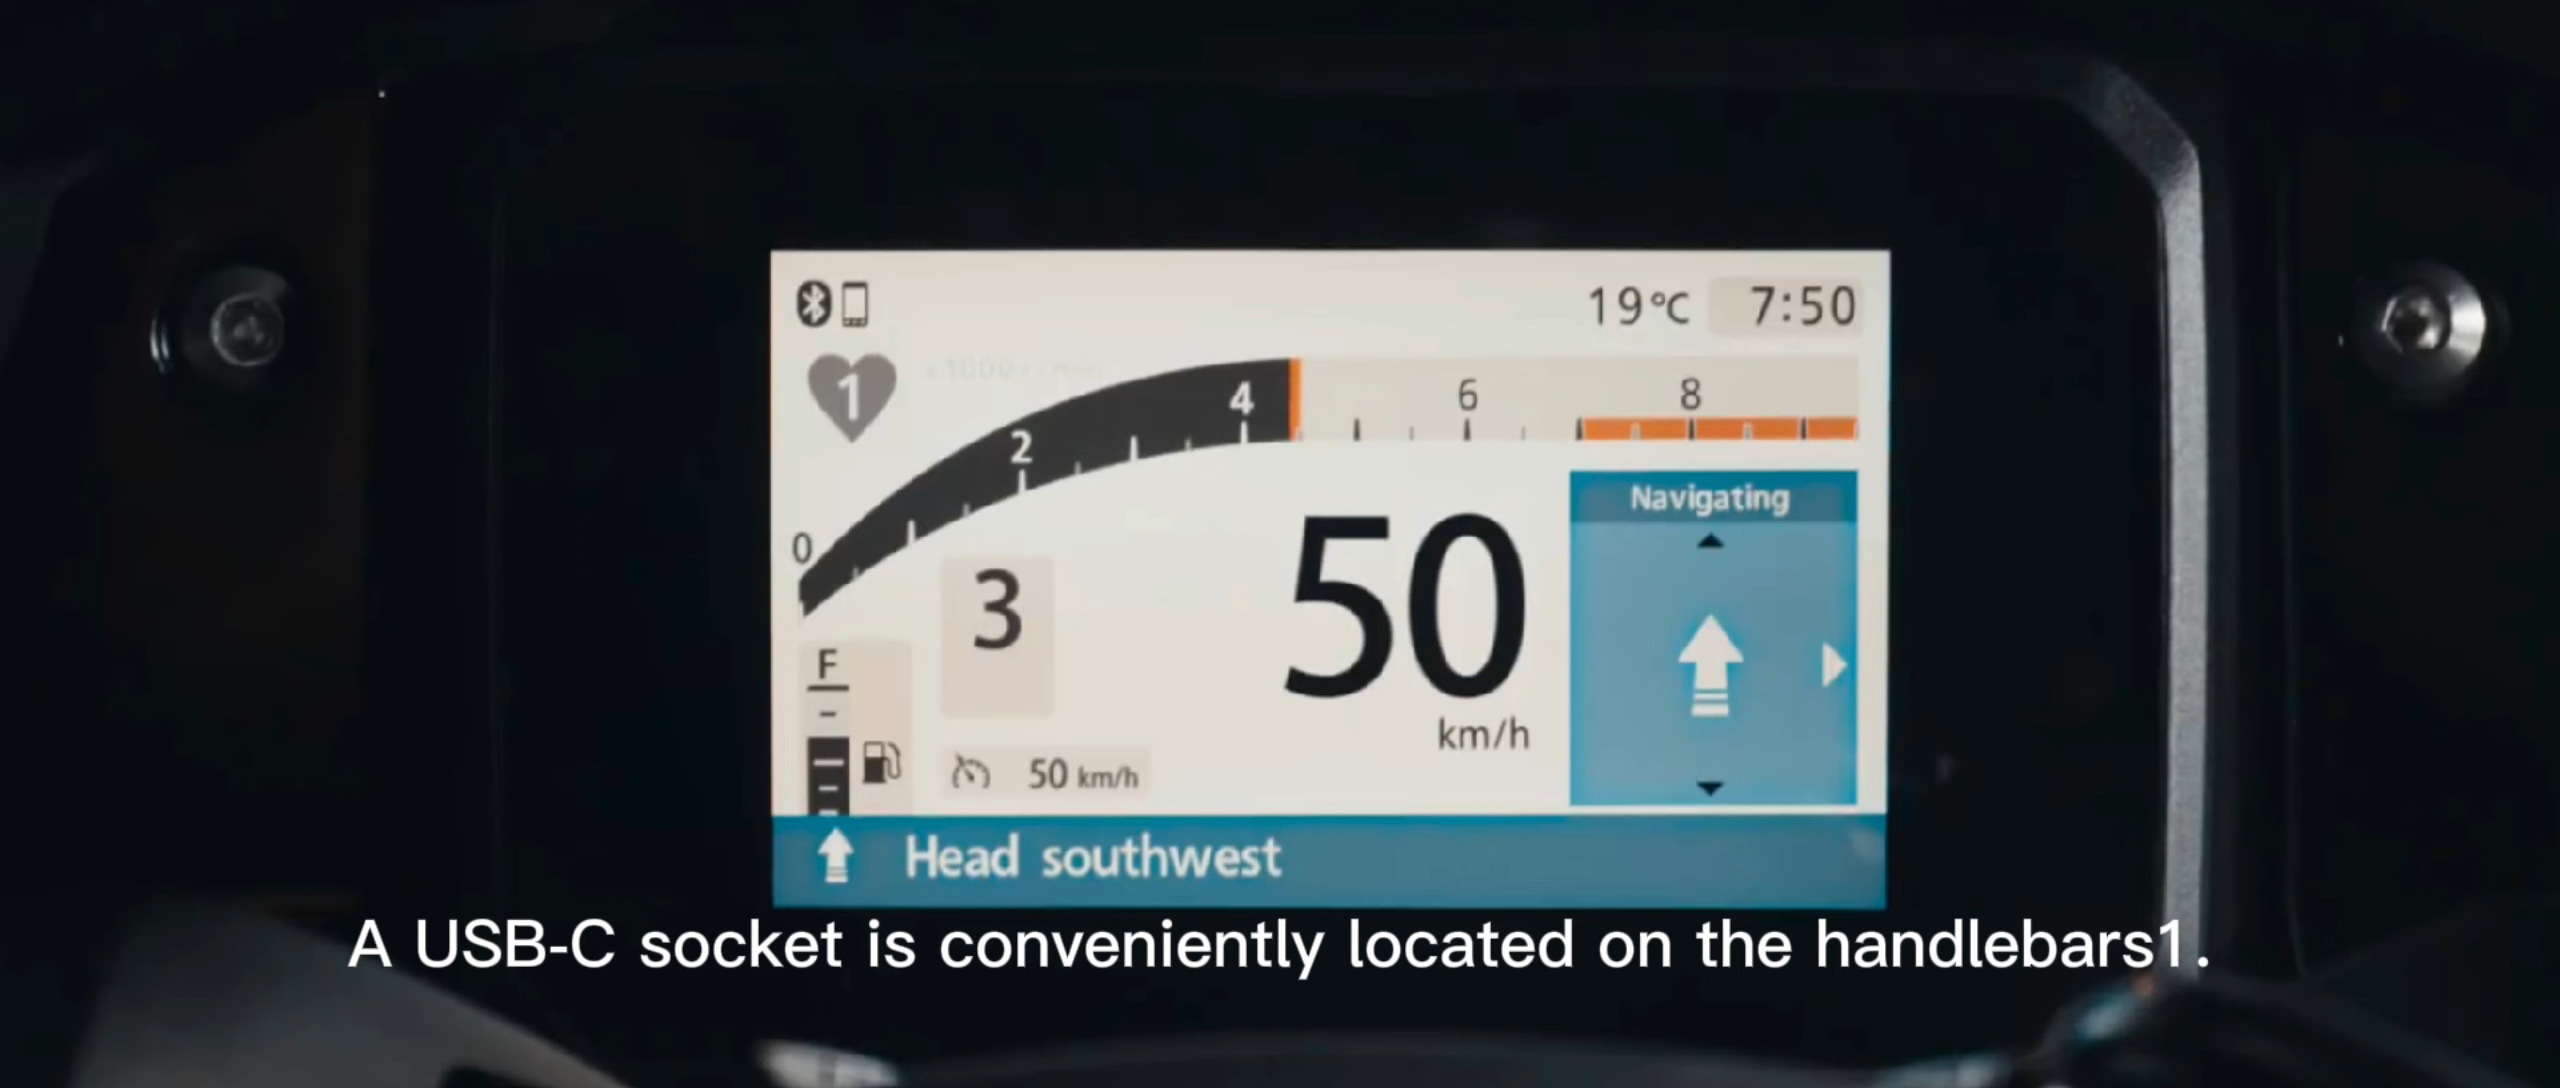 19°C 7:50
1
0 2 4 6 8
Navigating
3
50
km/h
F
50 km/h
Head southwest
A USB-C socket is conveniently located on the handlebars1.